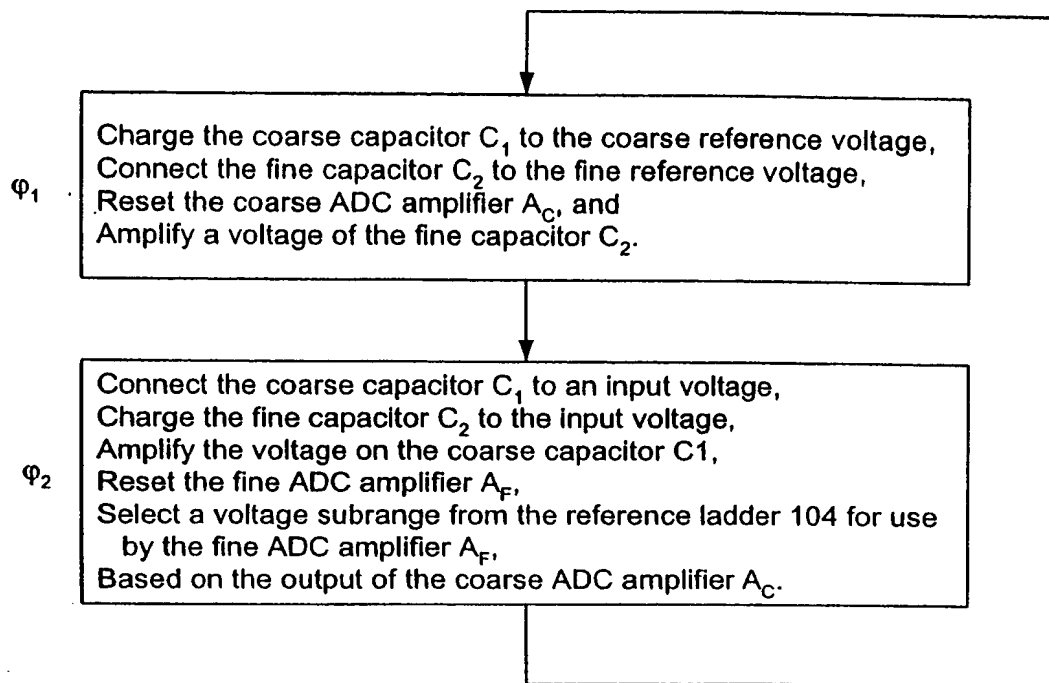 φ₁
Charge the coarse capacitor C₁ to the coarse reference voltage,
Connect the fine capacitor C₂ to the fine reference voltage,
Reset the coarse ADC amplifier A_C, and
Amplify a voltage of the fine capacitor C₂.
φ₂
Connect the coarse capacitor C₁ to an input voltage,
Charge the fine capacitor C₂ to the input voltage,
Amplify the voltage on the coarse capacitor C1,
Reset the fine ADC amplifier A_F,
Select a voltage subrange from the reference ladder 104 for use
by the fine ADC amplifier A_F,
Based on the output of the coarse ADC amplifier A_C.